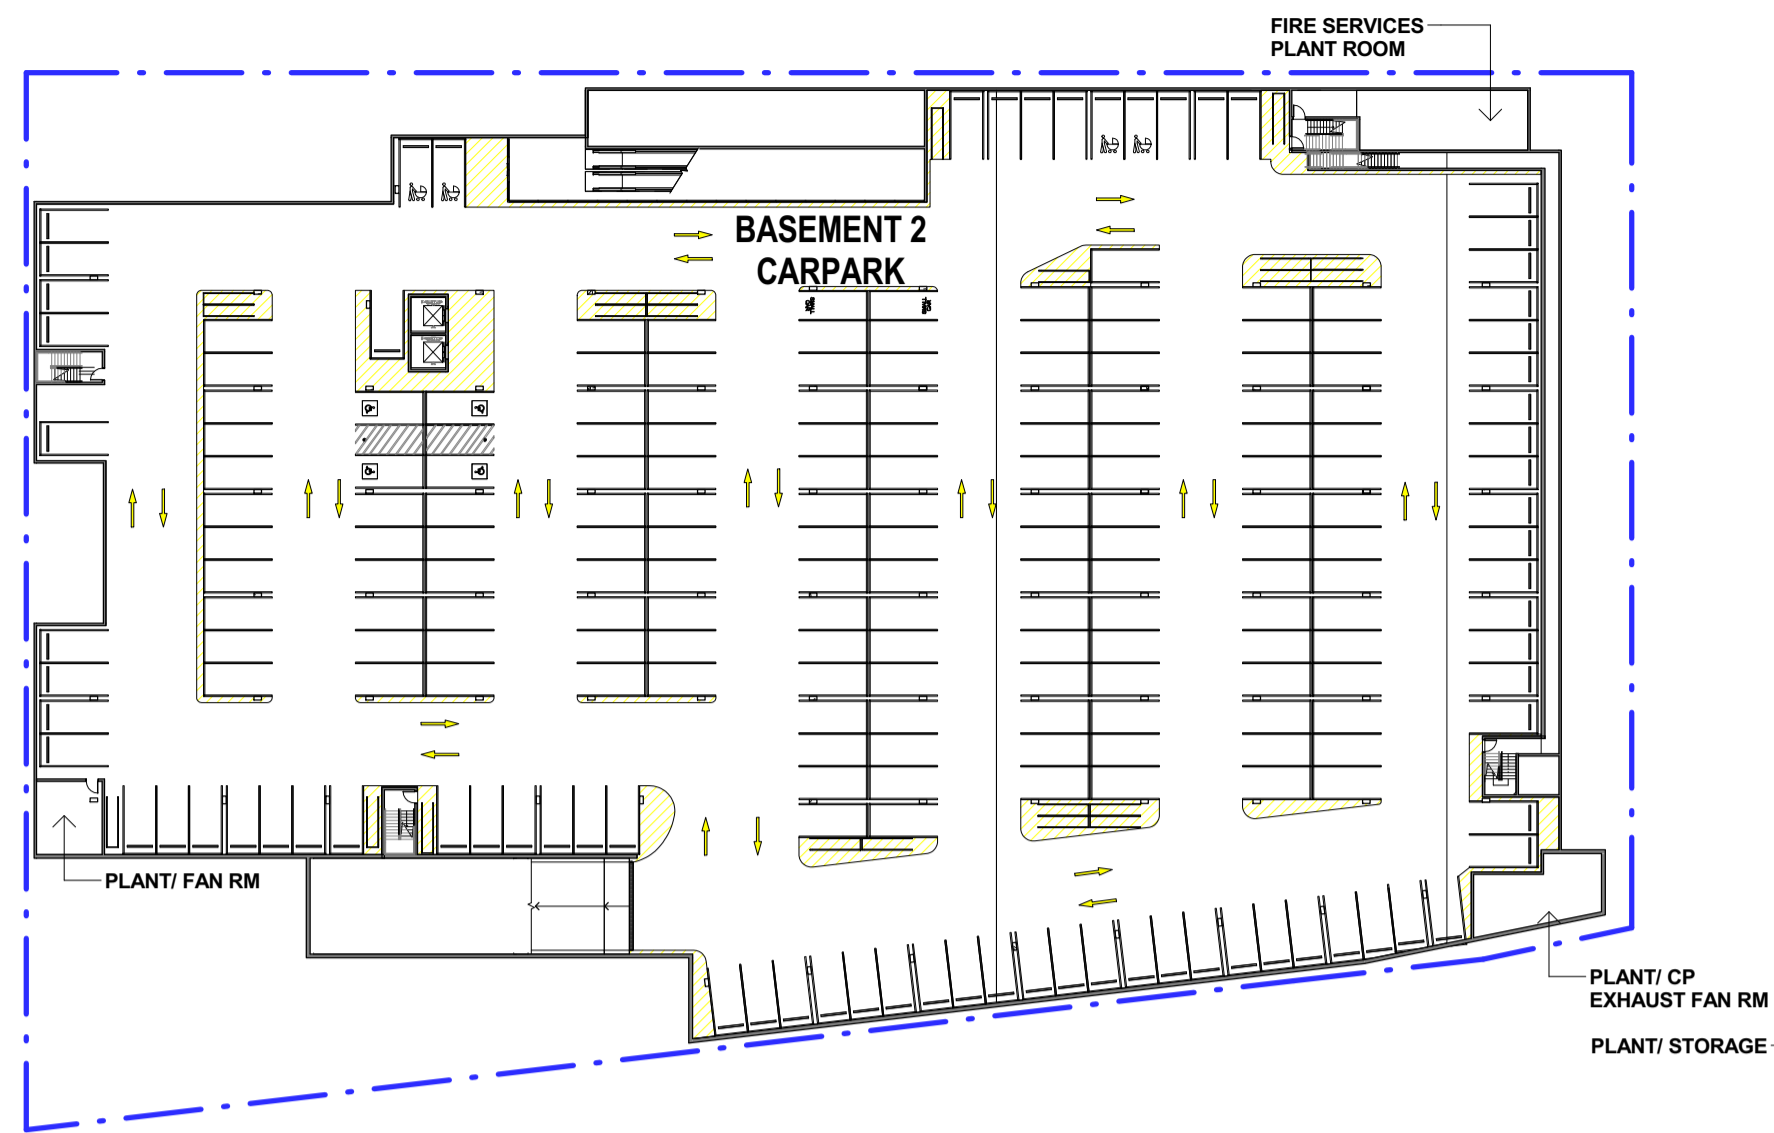 FIRE SERVICES
PLANT ROOM
BASEMENT 2
CARPARK
PLANT/ FAN RM
PLANT/ CP
EXHAUST FAN RM
PLANT/ STORAGE